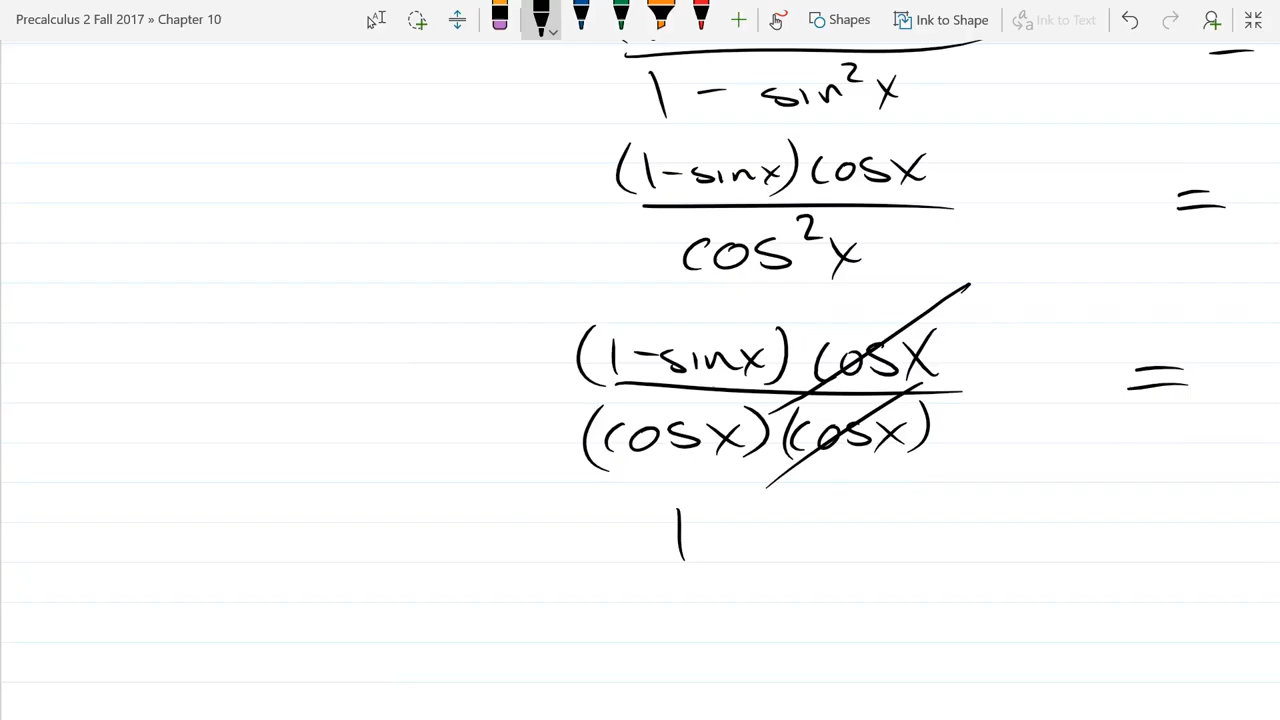 Precalculus 2 Fall 2017 » Chapter 10
Shapes
Ink to Shape
Ink to Text
=
1 - sin²x
(1-sinx) cosx
=
cos²x
(1-sinx) cosx
=
(cosx)(cosx)
1